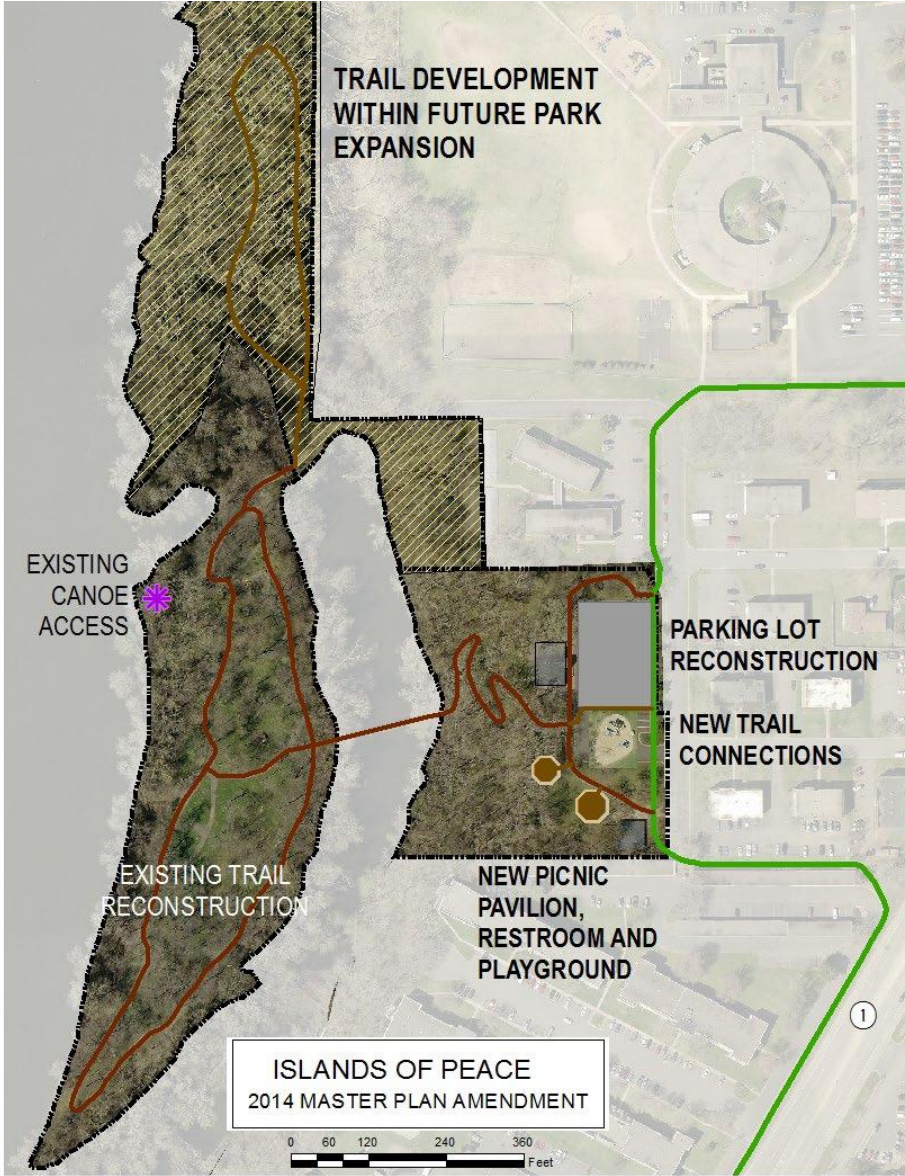 TRAIL DEVELOPMENT
WITHIN FUTURE PARK
EXPANSION
EXISTING
CANOE
ACCESS
PARKING LOT
RECONSTRUCTION
NEW TRAIL
CONNECTIONS
EXISTING TRAIL
RECONSTRUCTION
NEW PICNIC
PAVILION,
RESTROOM AND
PLAYGROUND
1
ISLANDS OF PEACE
2014 MASTER PLAN AMENDMENT
0 60 120 240 360
Feet